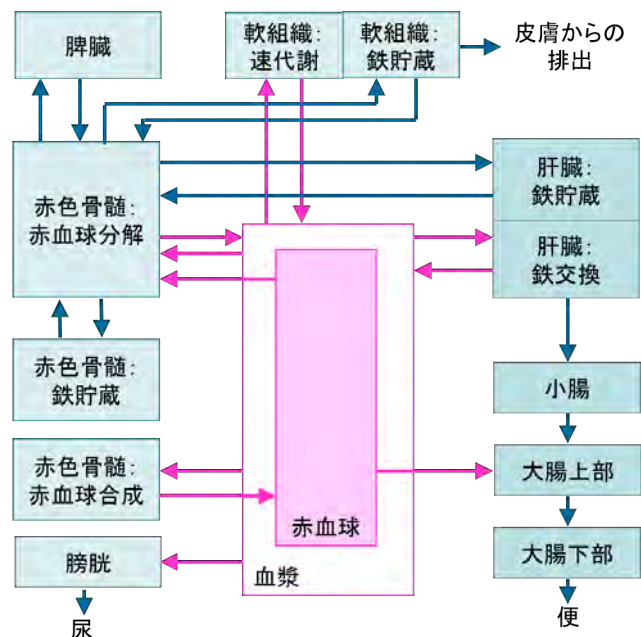 脾臓
軟組織：
速代謝
軟組織：
鉄貯蔵
皮膚からの
排出
赤色骨髄：
赤血球分解
肝臓：
鉄貯蔵
肝臓：
鉄交換
赤色骨髄：
鉄貯蔵
小腸
赤色骨髄：
赤血球合成
大腸上部
赤血球
膀胱
血漿
大腸下部
尿
便